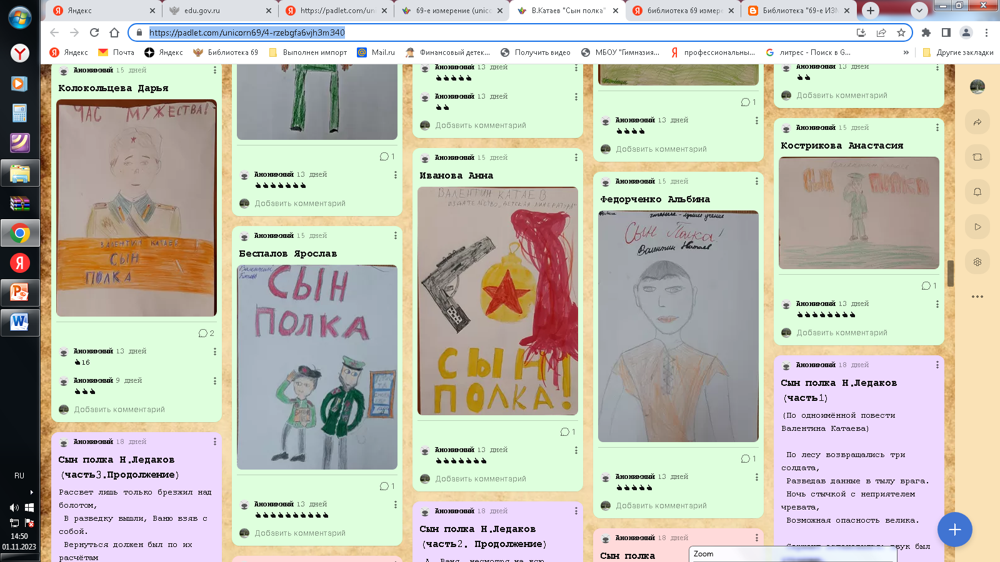 Яндекс
edu.gov.ru
https://padlet.com/uni
69-е измерение (unico
В.Катаев "Сын полка"
библиотека 69 измере
Библиотека "69-е ИЗМ
https://padlet.com/unicorn69/4-rzebgfa6vjh3m340
Яндекс
Почта
Яндекс
Библиотека 69
Выполнен импорт
Mail.ru
Финансовый детек...
Получить видео
МБОУ "Гимназия...
профессиональны...
литрес - Поиск в G...
»
Другие закладки
Анонимный 15 дней
Колокольцева Дарья
ЧАС МУЖЕСТВА!
ВАЛЕНТИН КАТАЕВ
СЫН
ПОЛКА
2
Анонимный 13 дней
16
Анонимный 9 дней
Добавить комментарий
Анонимный 18 дней
Сын полка Н.Ледаков
(часть3.Продолжение)
Рассвет лишь только брезжил над
болотом,
В разведку вышли, Ваню взяв с
собой.
Вернуться должен был по их
расчётам
1
Анонимный 13 дней
Добавить комментарий
Анонимный 15 дней
Беспалов Ярослав
Валентин
Катаев
СЫН
ПОЛКА
1
Анонимный 13 дней
Добавить комментарий
Анонимный 13 дней
Анонимный 13 дней
Добавить комментарий
Анонимный 15 дней
Иванова Анна
ВАЛЕНТИН КАТАЕВ
ИЗДАТЕЛЬСТВО „ДЕТСКАЯ ЛИТЕРАТУРА"
СЫН
ПОЛКА!
1
Анонимный 13 дней
Добавить комментарий
Анонимный 18 дней
Сын полка Н.Ледаков
(часть2. Продолжение)
А Ваня, несмотря на всю
1
Анонимный 13 дней
Добавить комментарий
Анонимный 15 дней
Федорченко Альбина
чтение - лучшее учение
Сын Полка!
Валентин Катаев
1
Анонимный 13 дней
Добавить комментарий
Анонимный 18 дней
Сын полка
Анонимный 13 дней
Добавить комментарий
Анонимный 15 дней
Кострикова Анастасия
Валентин Катаев
СЫН ПОЛКА
1
Анонимный 13 дней
Добавить комментарий
Анонимный 18 дней
Сын полка Н.Ледаков
(часть1)
(По одноимённой повести
Валентина Катаева)
По лесу возвращались три
солдата,
Разведав данные в тылу врага.
Ночь стычкой с неприятелем
чревата,
Возможная опасность велика.
был
Zoom
RU
14:50
01.11.2023